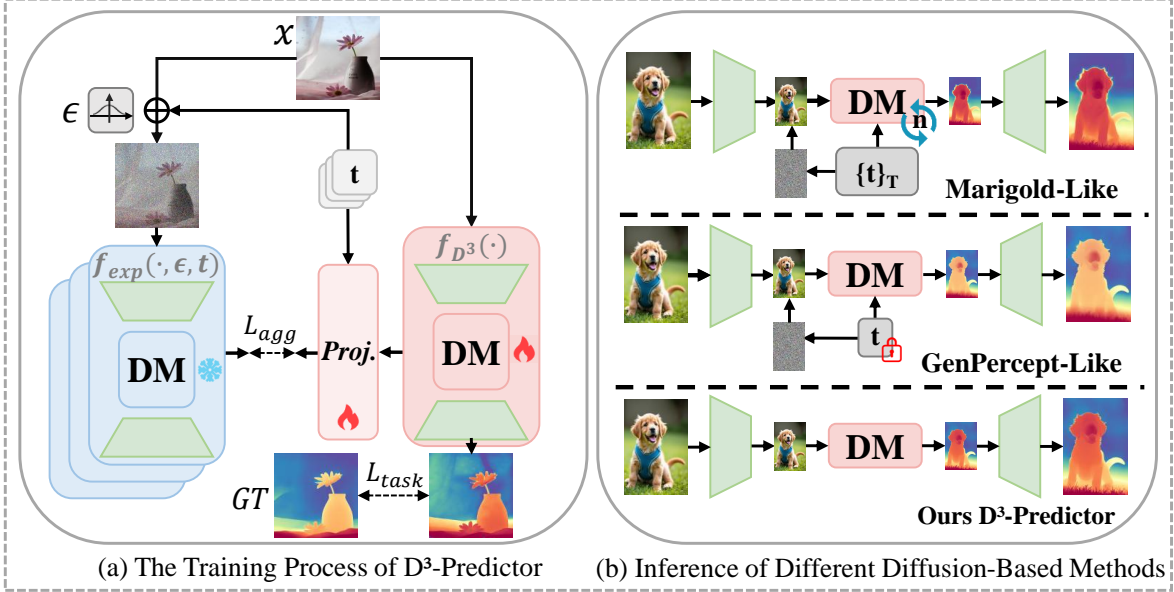 x
ϵ
t
f_exp(·, ϵ, t)
f_D³(·)
L_agg
Proj.
DM
DM
GT
L_task
(a) The Training Process of D³-Predictor
DM
n
{t}_T
Marigold-Like
DM
t
GenPercept-Like
DM
Ours D³-Predictor
(b) Inference of Different Diffusion-Based Methods